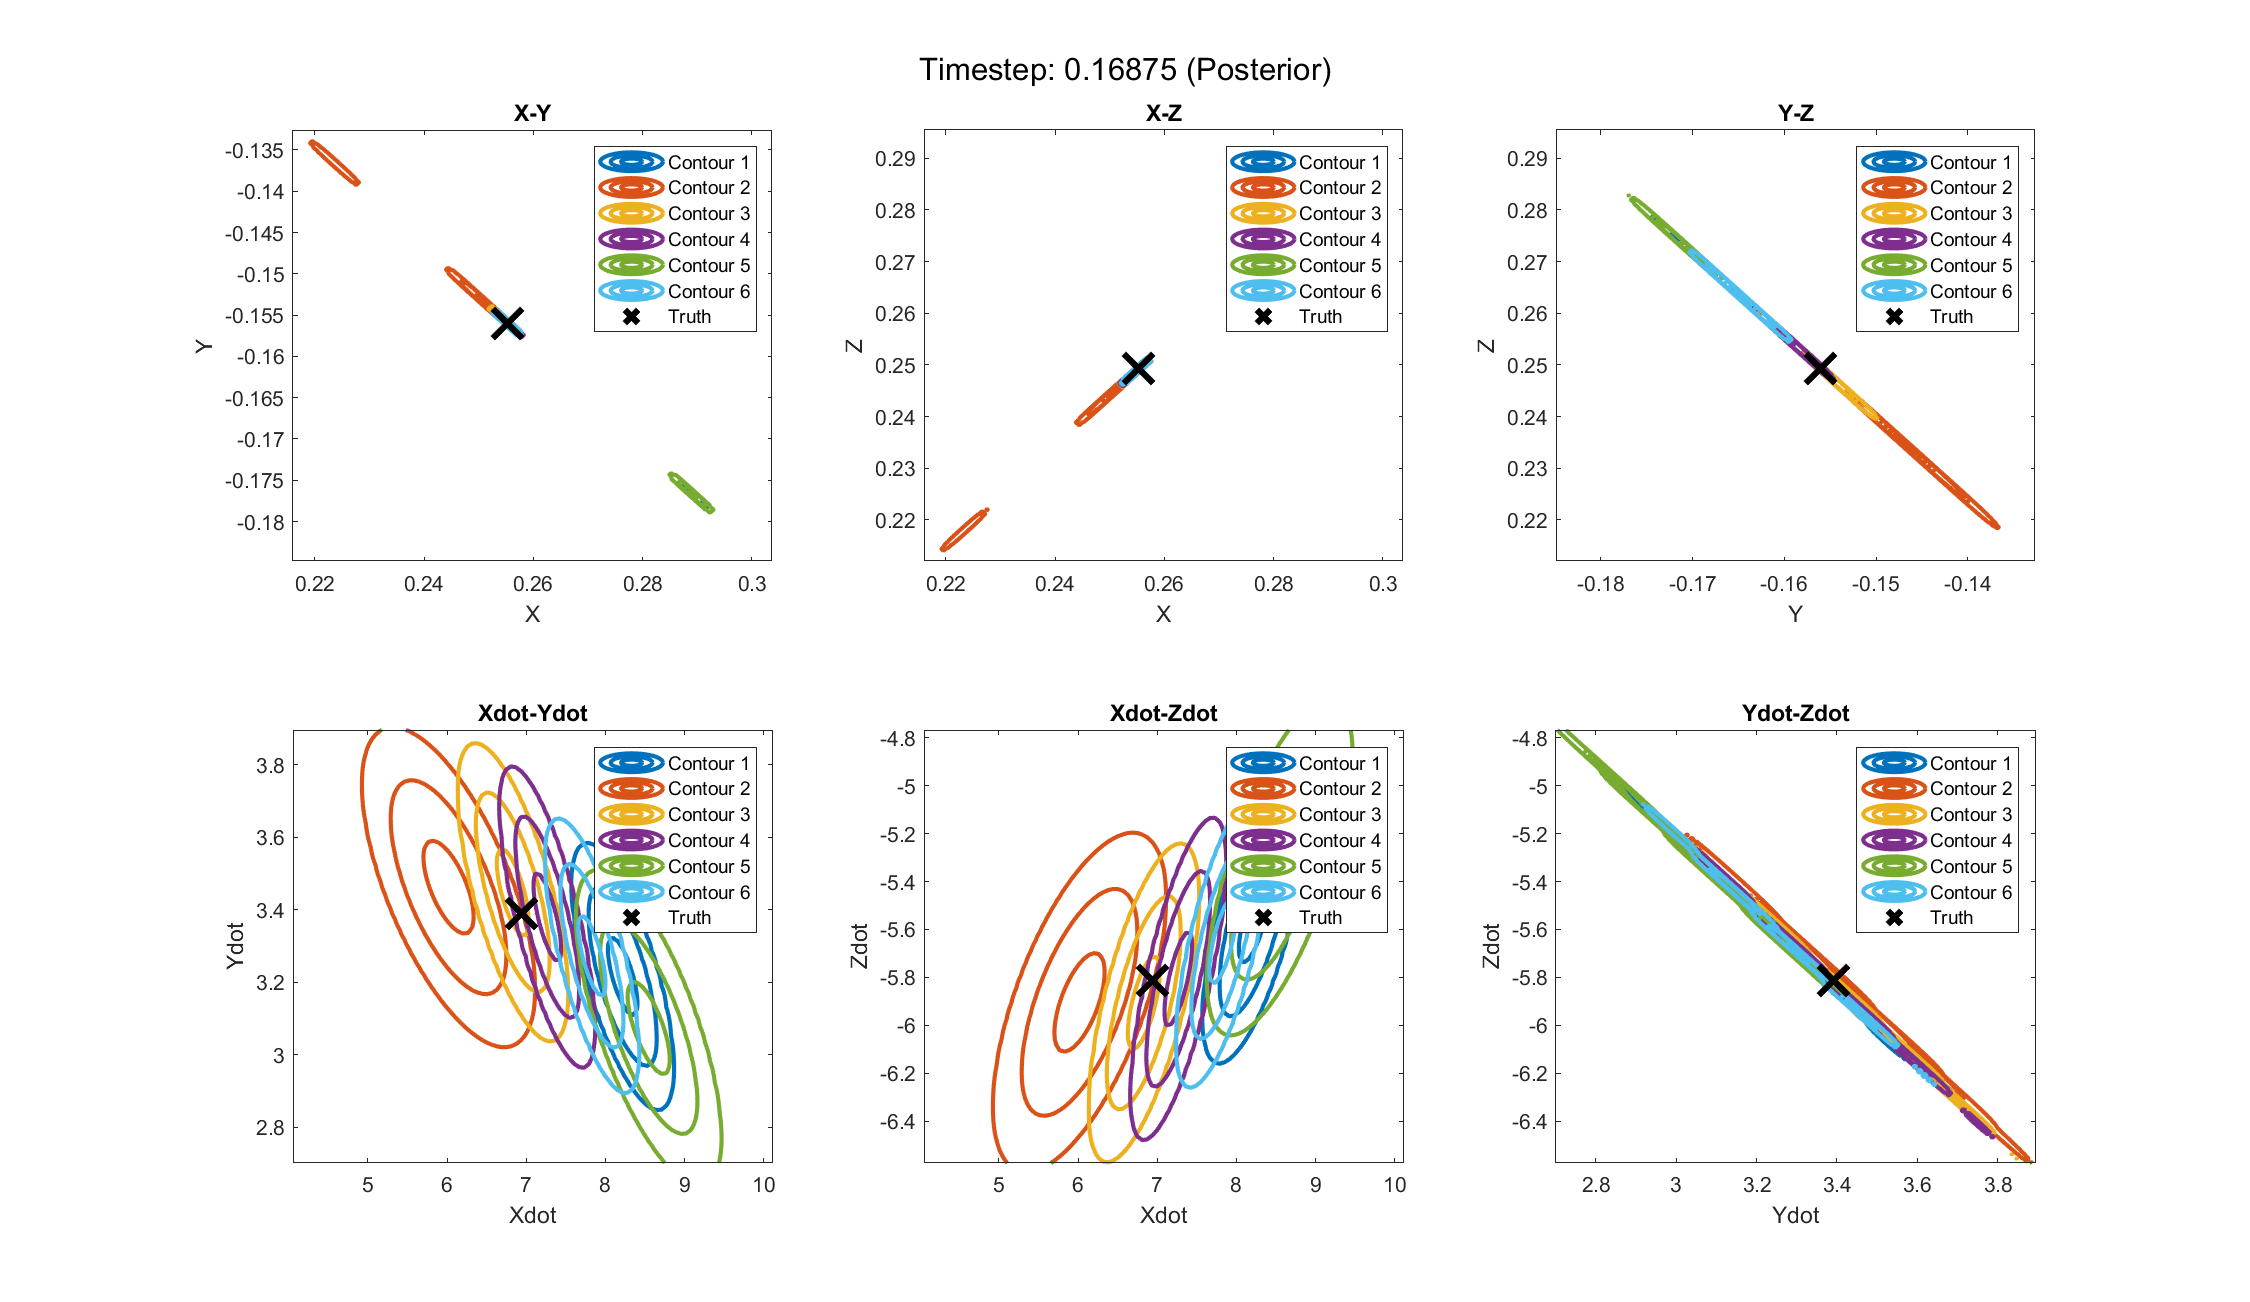 Timestep: 0.16875 (Posterior)
X-Y
-0.135
-0.14
-0.145
-0.15
-0.155
-0.16
-0.165
-0.17
-0.175
-0.18
Y
0.22 0.24 0.26 0.28 0.3
X
Contour 1
Contour 2
Contour 3
Contour 4
Contour 5
Contour 6
Truth
X-Z
0.29
0.28
0.27
0.26
0.25
0.24
0.23
0.22
Z
0.22 0.24 0.26 0.28 0.3
X
Contour 1
Contour 2
Contour 3
Contour 4
Contour 5
Contour 6
Truth
Y-Z
0.29
0.28
0.27
0.26
0.25
0.24
0.23
0.22
Z
-0.18 -0.17 -0.16 -0.15 -0.14
Y
Contour 1
Contour 2
Contour 3
Contour 4
Contour 5
Contour 6
Truth
Xdot-Ydot
3.8
3.6
3.4
3.2
3
2.8
Ydot
5 6 7 8 9 10
Xdot
Contour 1
Contour 2
Contour 3
Contour 4
Contour 5
Contour 6
Truth
Xdot-Zdot
-4.8
-5
-5.2
-5.4
-5.6
-5.8
-6
-6.2
-6.4
Zdot
5 6 7 8 9 10
Xdot
Contour 1
Contour 2
Contour 3
Contour 4
Contour 5
Contour 6
Truth
Ydot-Zdot
-4.8
-5
-5.2
-5.4
-5.6
-5.8
-6
-6.2
-6.4
Zdot
2.8 3 3.2 3.4 3.6 3.8
Ydot
Contour 1
Contour 2
Contour 3
Contour 4
Contour 5
Contour 6
Truth